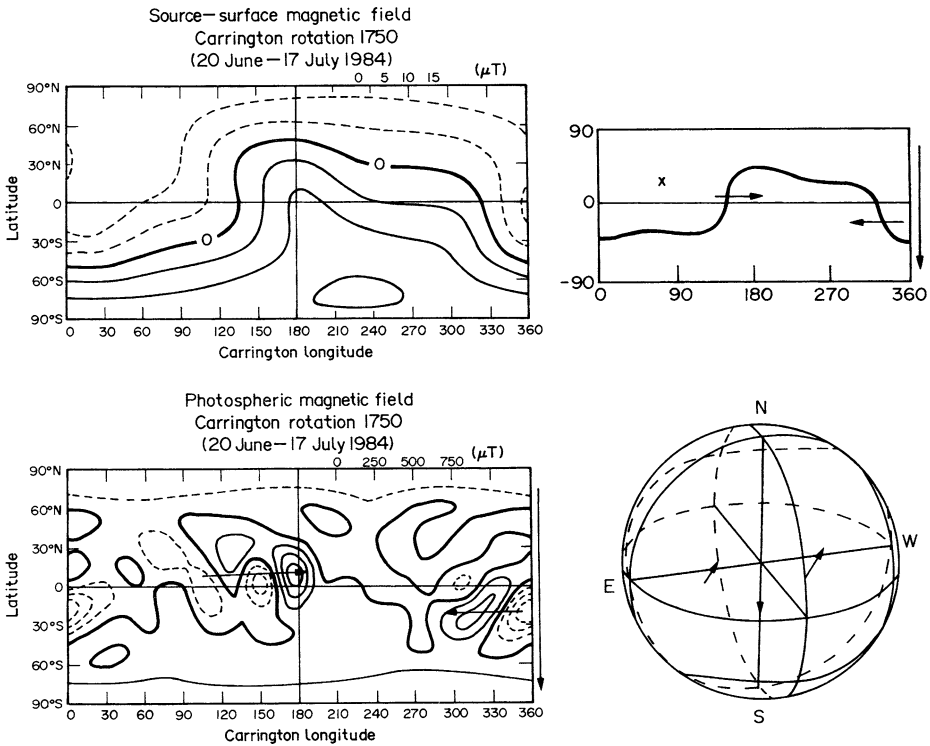 Source-surface magnetic field
Carrington rotation 1750
(20 June-17 July 1984)
0 5 10 15 (μT)
90°N
60°N
30°N
0
30°S
60°S
90°S
Latitude
0
0
0 30 60 90 120 150 180 210 240 270 300 330 360
Carrington longitude
90
0
-90
x
0 90 180 270 360
Photospheric magnetic field
Carrington rotation 1750
(20 June-17 July 1984)
0 250 500 750 (μT)
90°N
60°N
30°N
0
30°S
60°S
90°S
Latitude
0 30 60 90 120 150 180 210 240 270 300 330 360
Carrington longitude
N
W
E
S